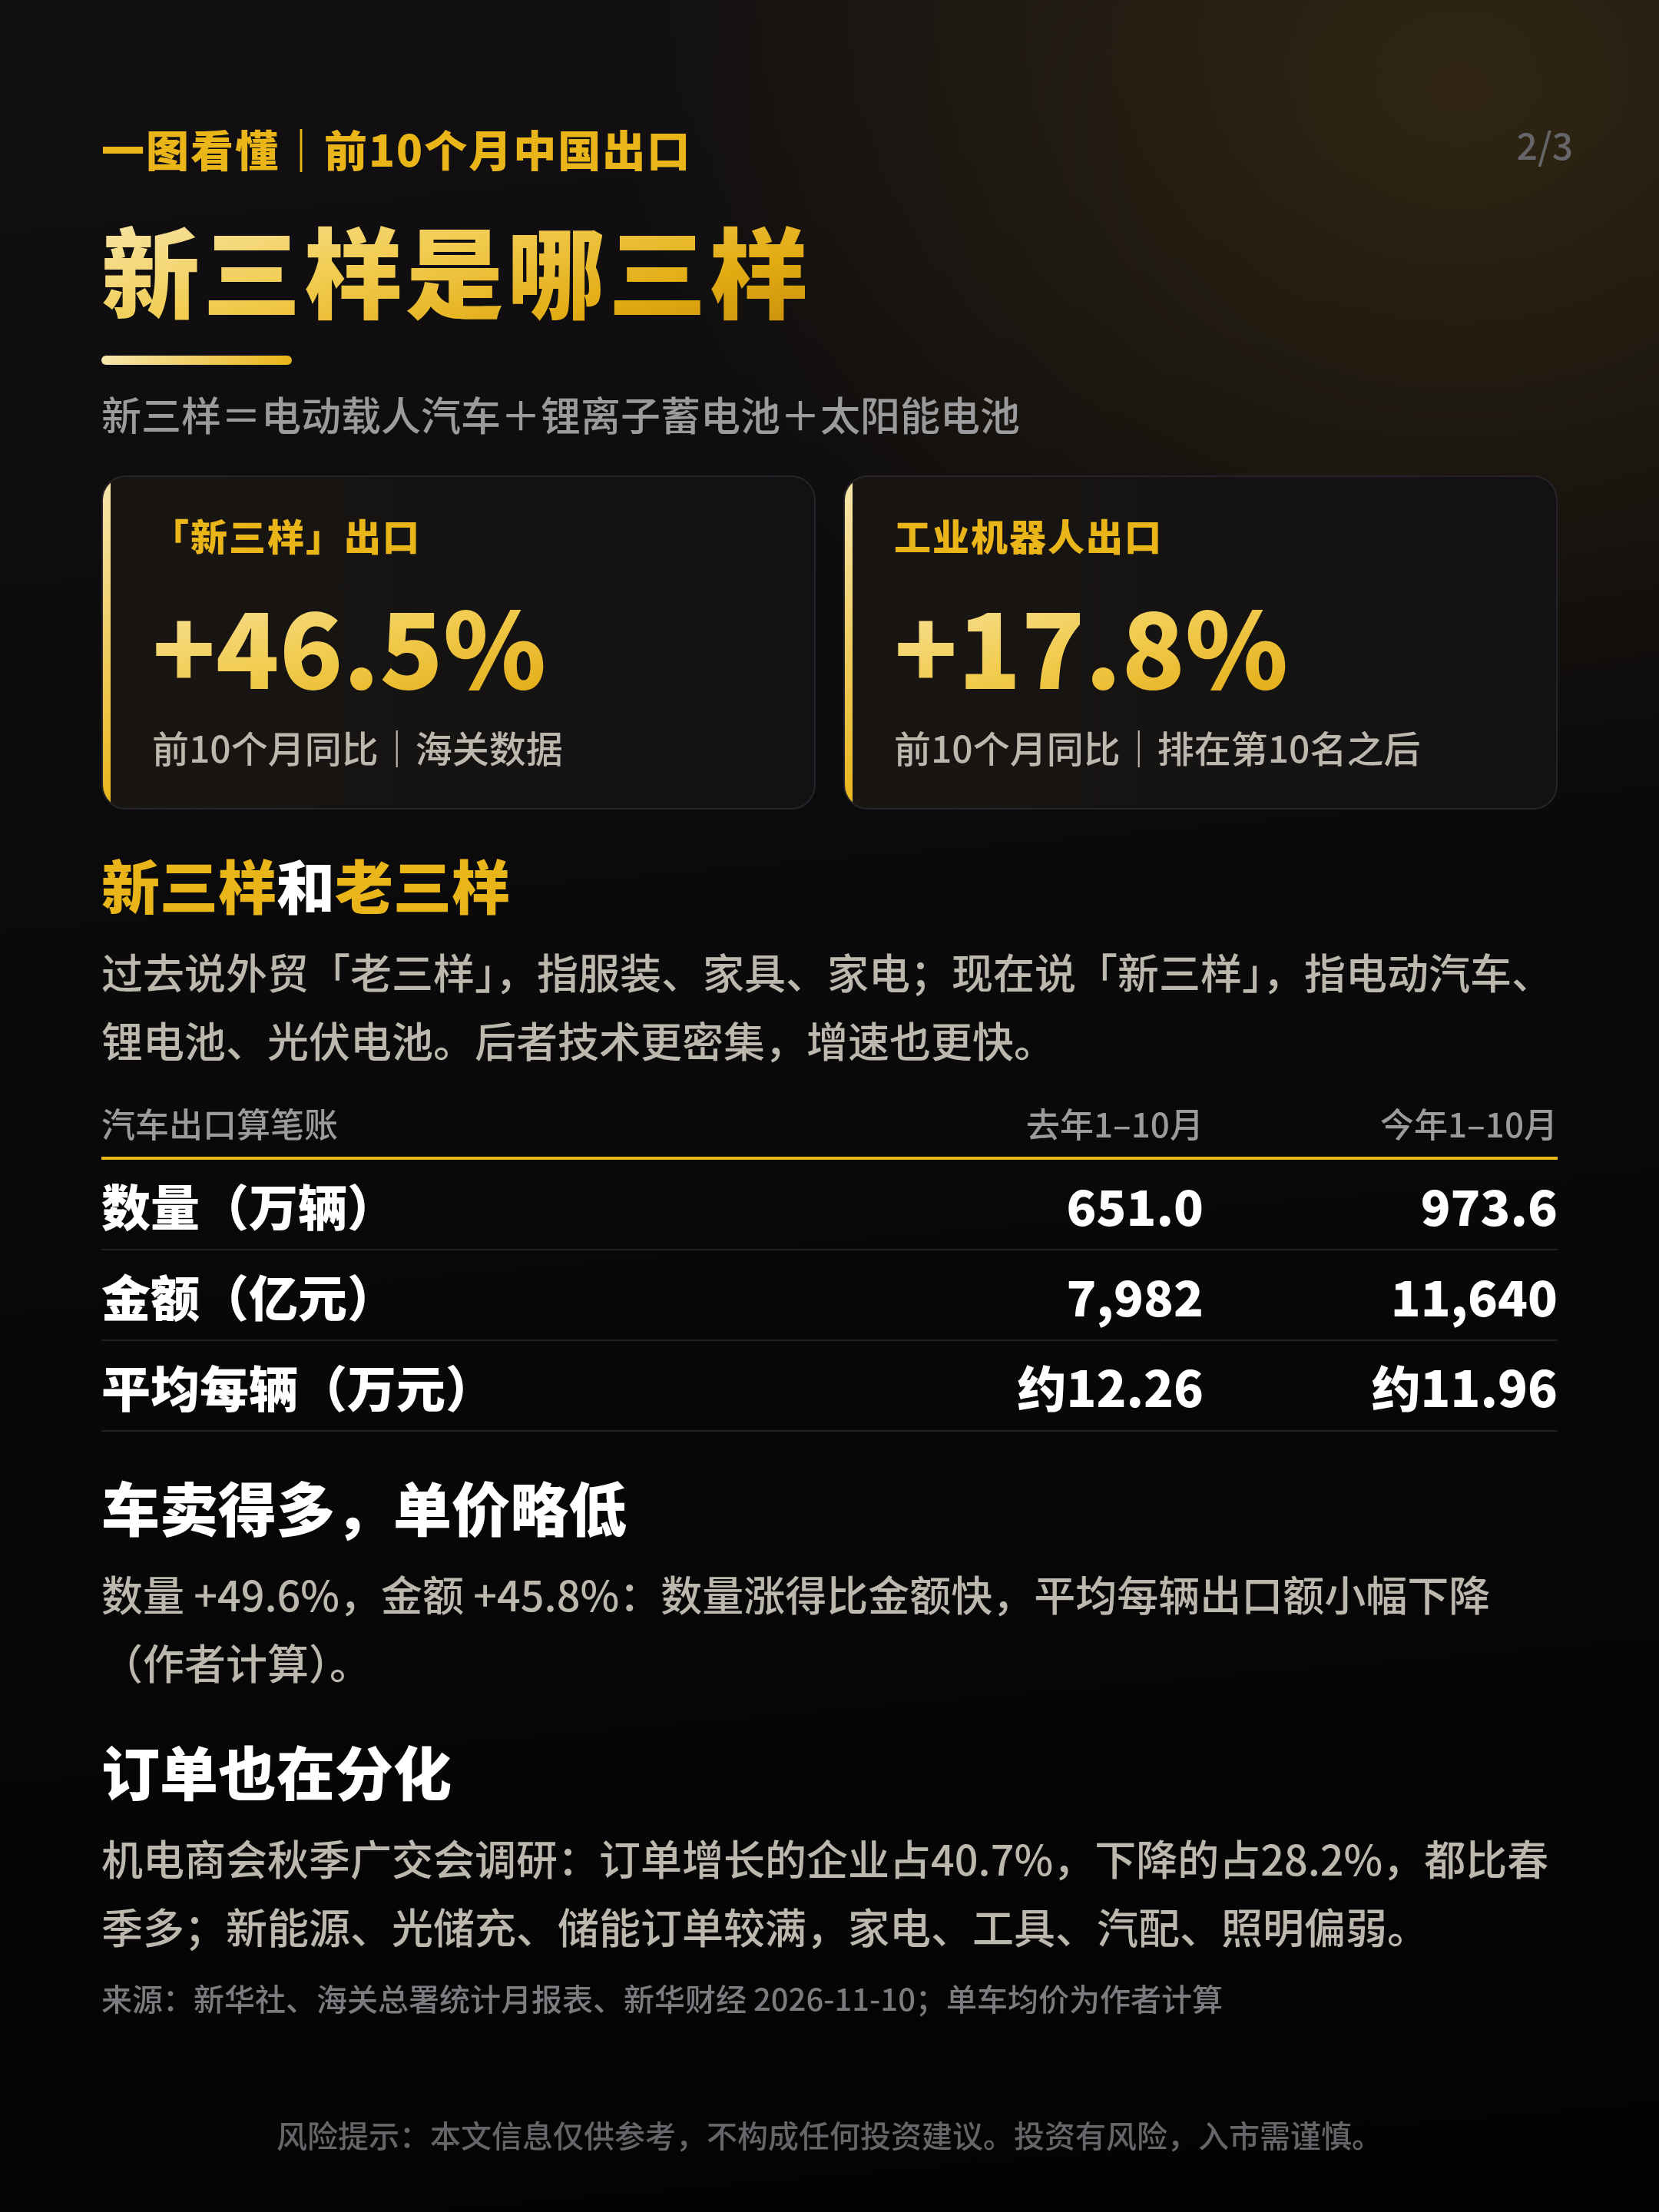 一图看懂｜前10个月中国出口
2/3
新三样是哪三样
新三样＝电动载人汽车＋锂离子蓄电池＋太阳能电池
「新三样」出口
+46.5%
前10个月同比｜海关数据
工业机器人出口
+17.8%
前10个月同比｜排在第10名之后
新三样和老三样
过去说外贸「老三样」，指服装、家具、家电；现在说「新三样」，指电动汽车、
锂电池、光伏电池。后者技术更密集，增速也更快。
汽车出口算笔账 去年1–10月 今年1–10月
数量（万辆） 651.0 973.6
金额（亿元） 7,982 11,640
平均每辆（万元） 约12.26 约11.96
车卖得多，单价略低
数量 +49.6%，金额 +45.8%：数量涨得比金额快，平均每辆出口额小幅下降
（作者计算）。
订单也在分化
机电商会秋季广交会调研：订单增长的企业占40.7%，下降的占28.2%，都比春
季多；新能源、光储充、储能订单较满，家电、工具、汽配、照明偏弱。
来源：新华社、海关总署统计月报表、新华财经 2026-11-10；单车均价为作者计算
风险提示：本文信息仅供参考，不构成任何投资建议。投资有风险，入市需谨慎。